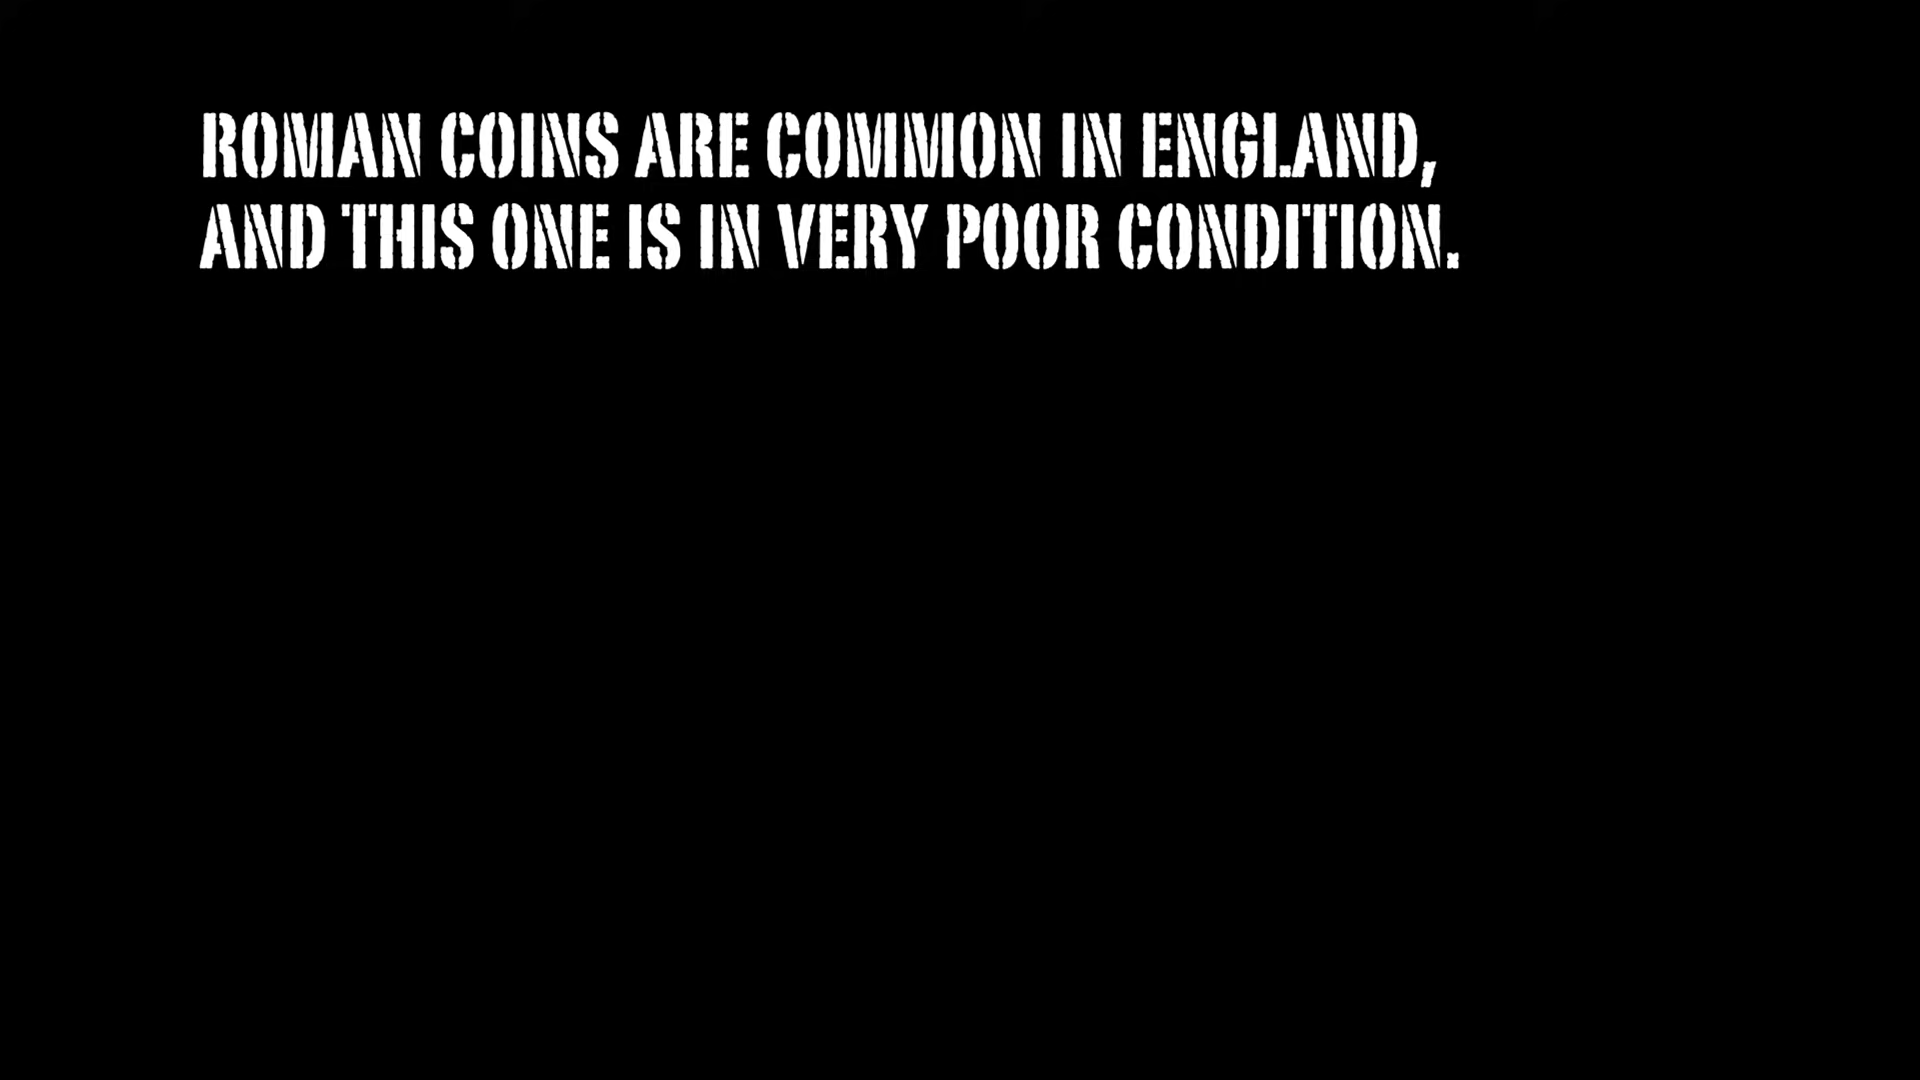 ROMAN COINS ARE COMMON IN ENGLAND,
AND THIS ONE IS IN VERY POOR CONDITION.